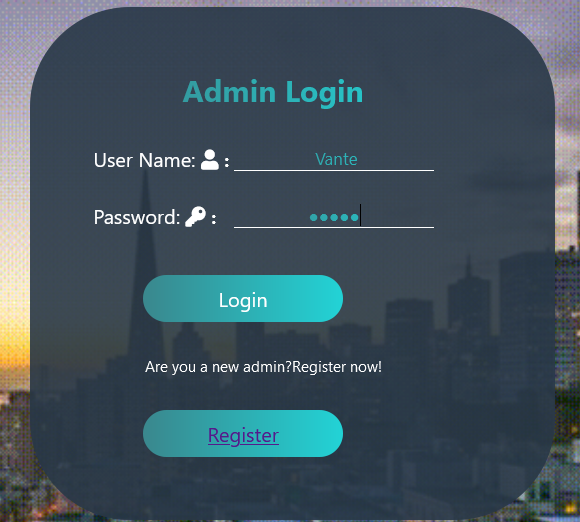 Admin Login
User Name: : Vante
Password: : •••••
Login
Are you a new admin?Register now!
Register